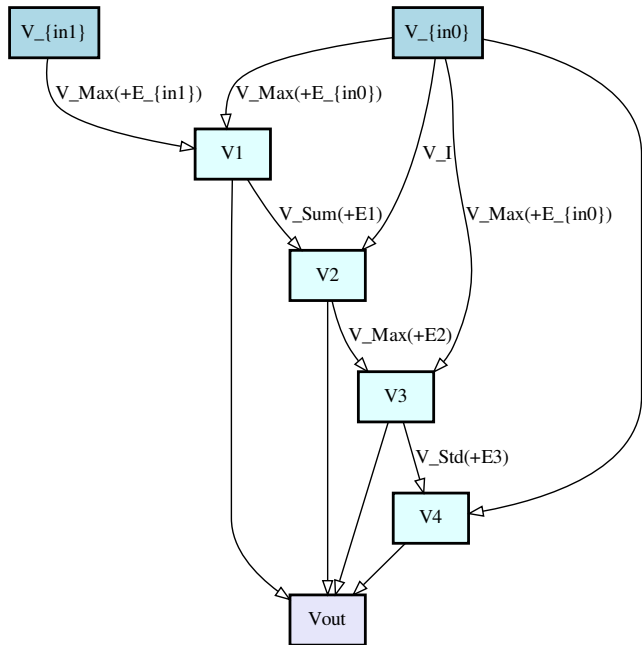 V_{in1}
V_{in0}
V_Max(+E_{in1})
V_Max(+E_{in0})
V1
V_I
V_Sum(+E1)
V_Max(+E_{in0})
V2
V_Max(+E2)
V3
V_Std(+E3)
V4
Vout